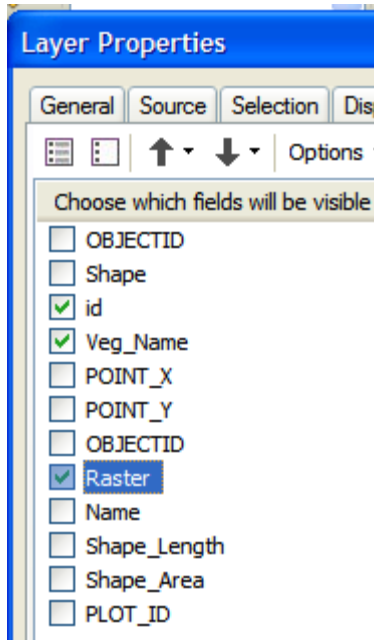 Layer Properties
General Source Selection Dis
Options
Choose which fields will be visible
OBJECTID
Shape
id
Veg_Name
POINT_X
POINT_Y
OBJECTID
Raster
Name
Shape_Length
Shape_Area
PLOT_ID